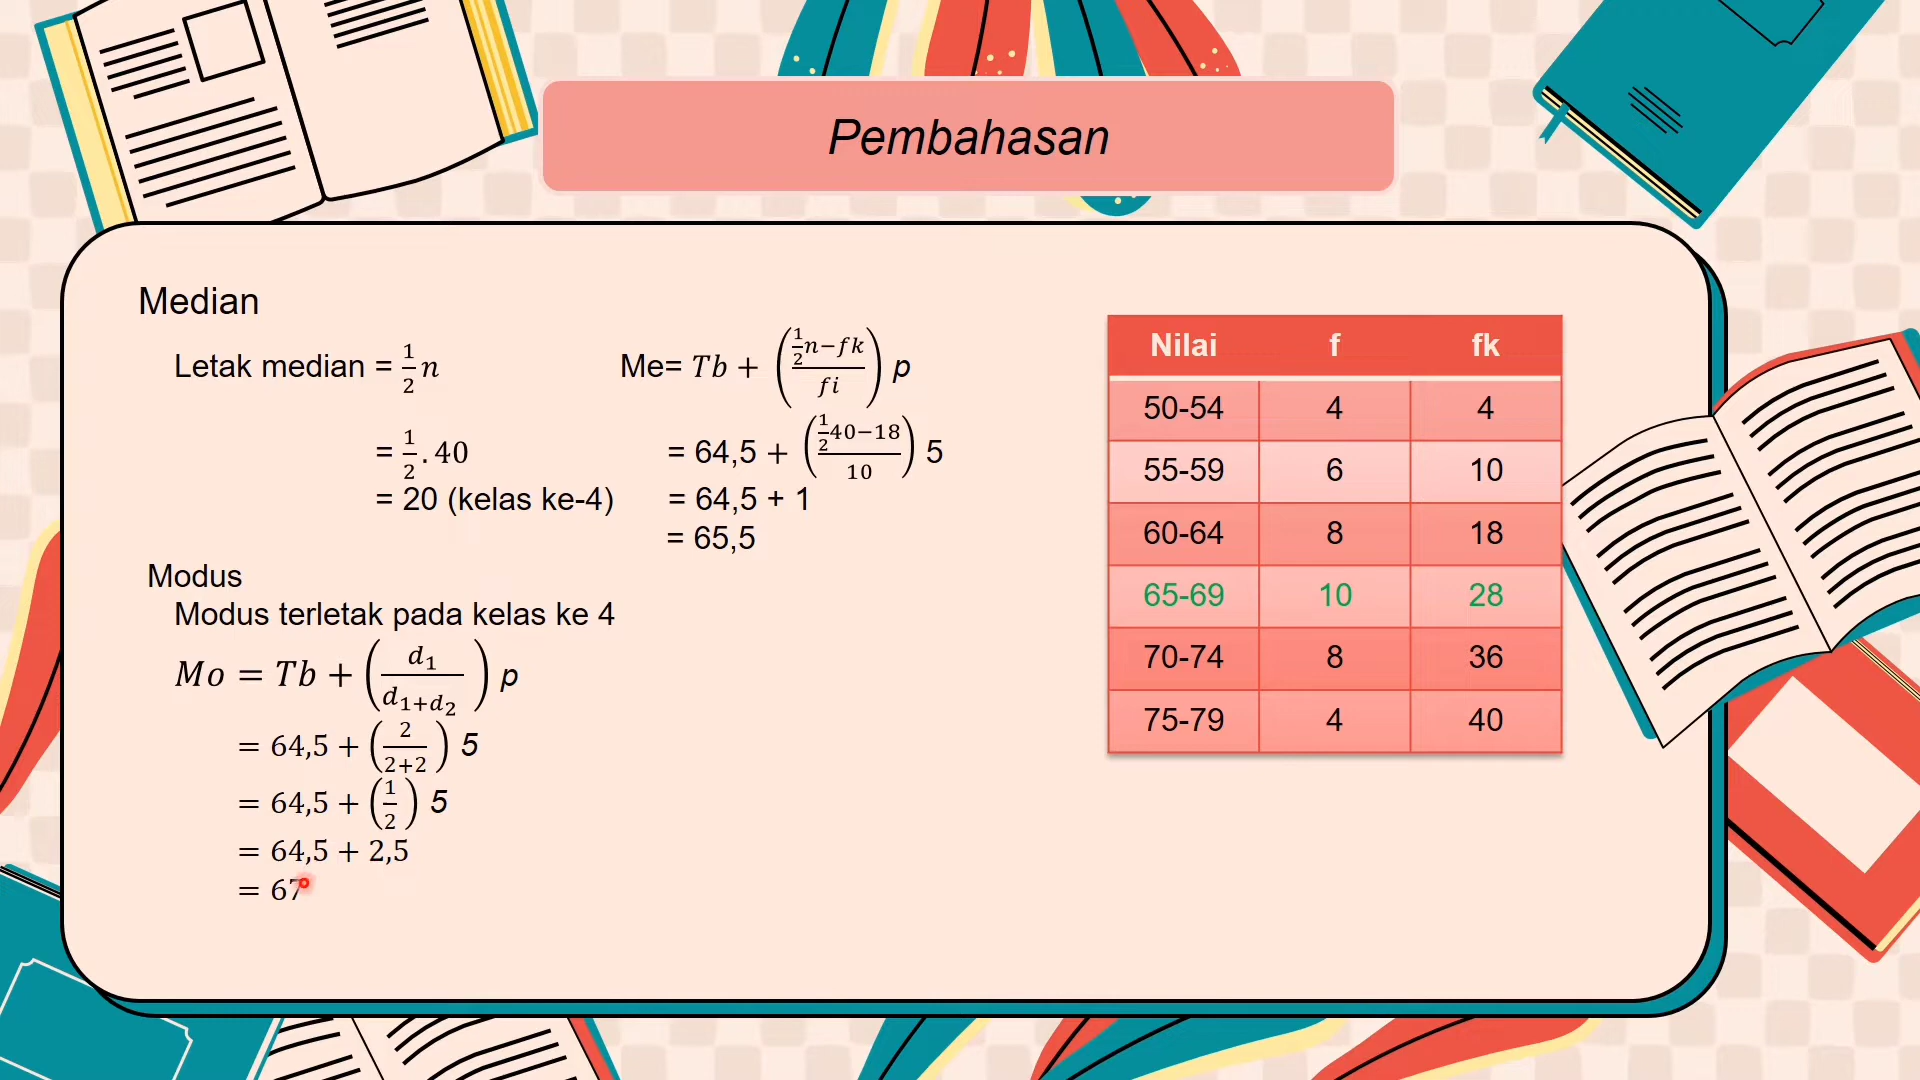 Pembahasan
Median
Letak median = 1/2 n
= 1/2 . 40
= 20 (kelas ke-4)
Me= Tb + ((1/2 n−fk)/fi) p
= 64,5 + ((1/2 40−18)/10) 5
= 64,5 + 1
= 65,5
Modus
Modus terletak pada kelas ke 4
Mo = Tb + (d₁/d₁₊d₂) p
= 64,5 + (2/(2+2)) 5
= 64,5 + (1/2) 5
= 64,5 + 2,5
= 67
Nilai f fk
50-54 4 4
55-59 6 10
60-64 8 18
65-69 10 28
70-74 8 36
75-79 4 40